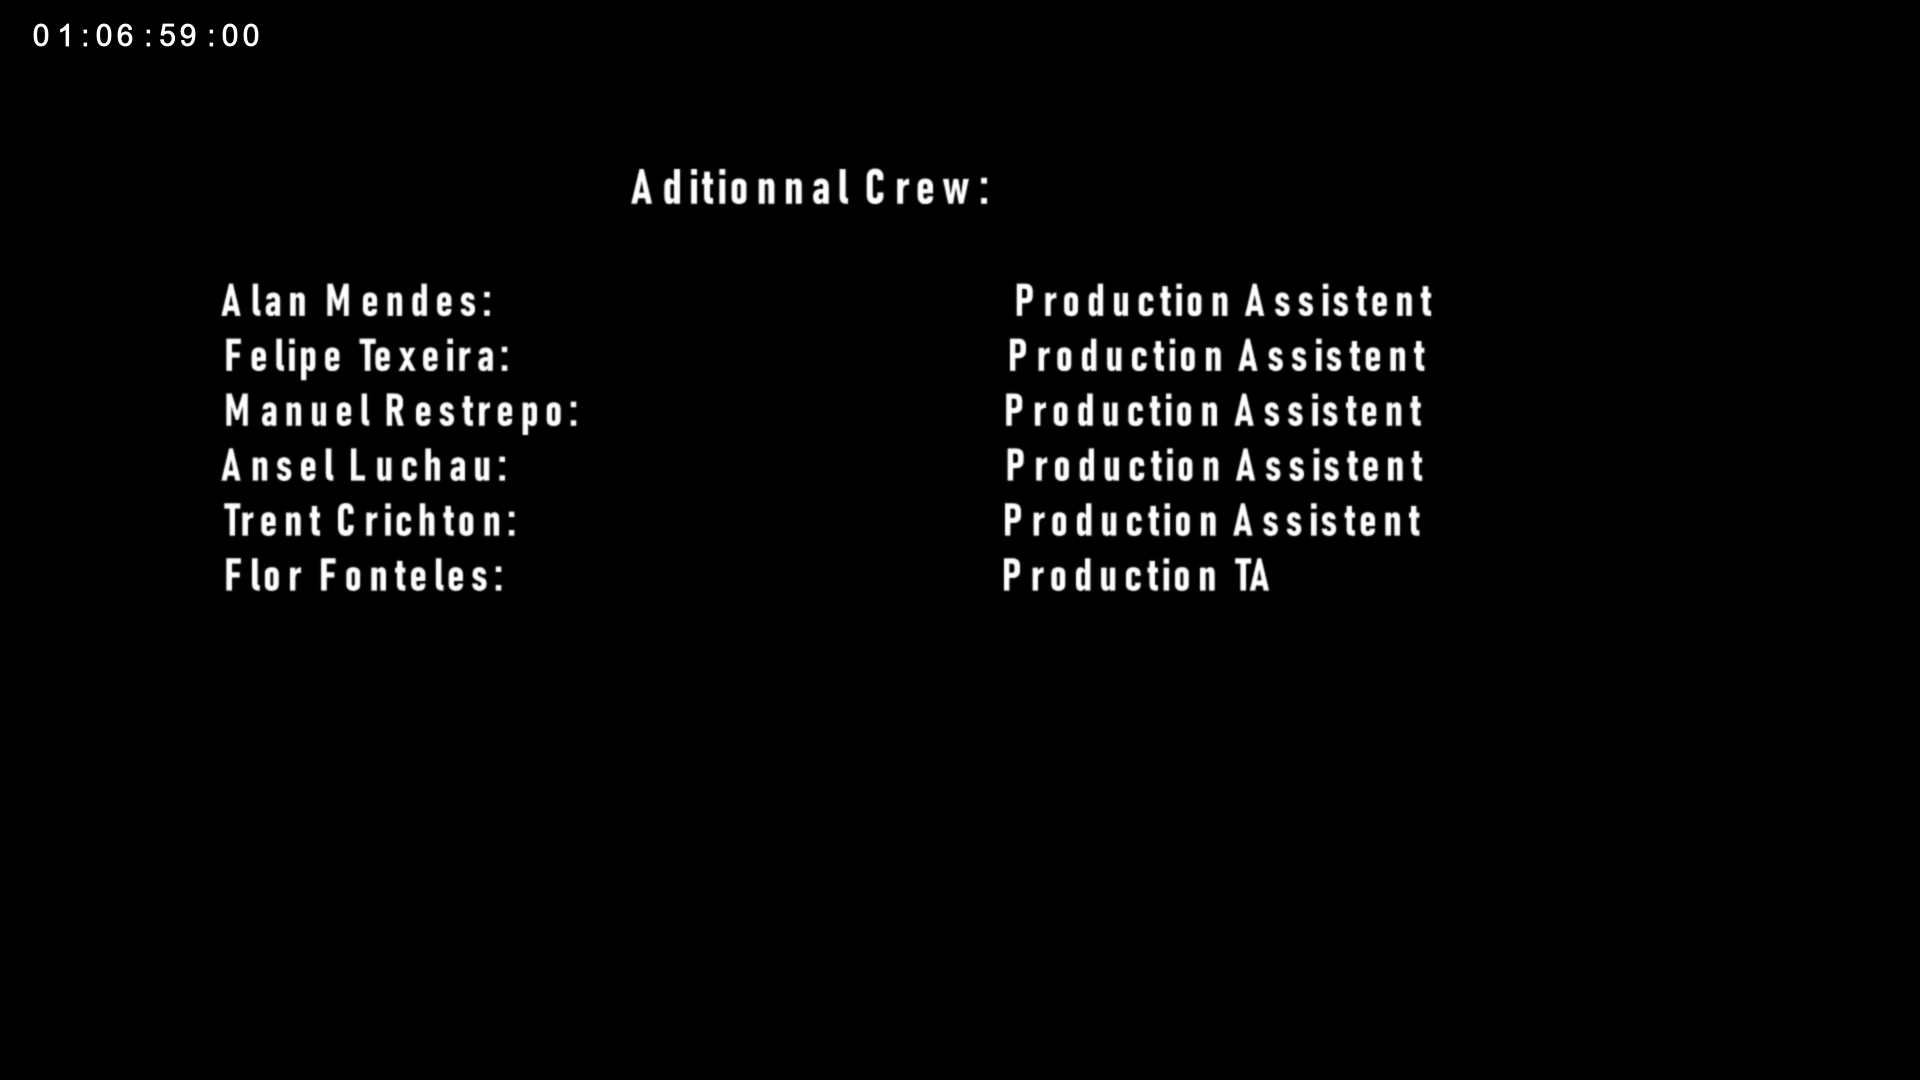 01:06:59:00
Aditionnal Crew:
Alan Mendes: Production Assistent
Felipe Texeira: Production Assistent
Manuel Restrepo: Production Assistent
Ansel Luchau: Production Assistent
Trent Crichton: Production Assistent
Flor Fonteles: Production TA